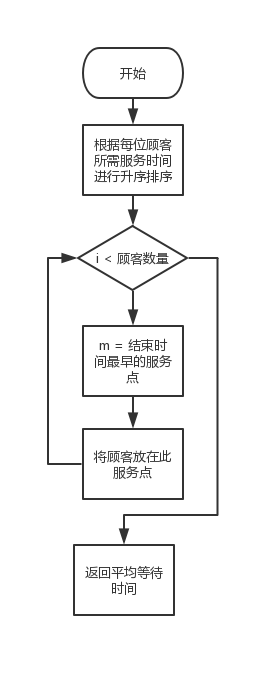 开始
根据每位顾客
所需服务时间
进行升序排序
i < 顾客数量
m = 结束时
间最早的服务
点
将顾客放在此
服务点
返回平均等待
时间